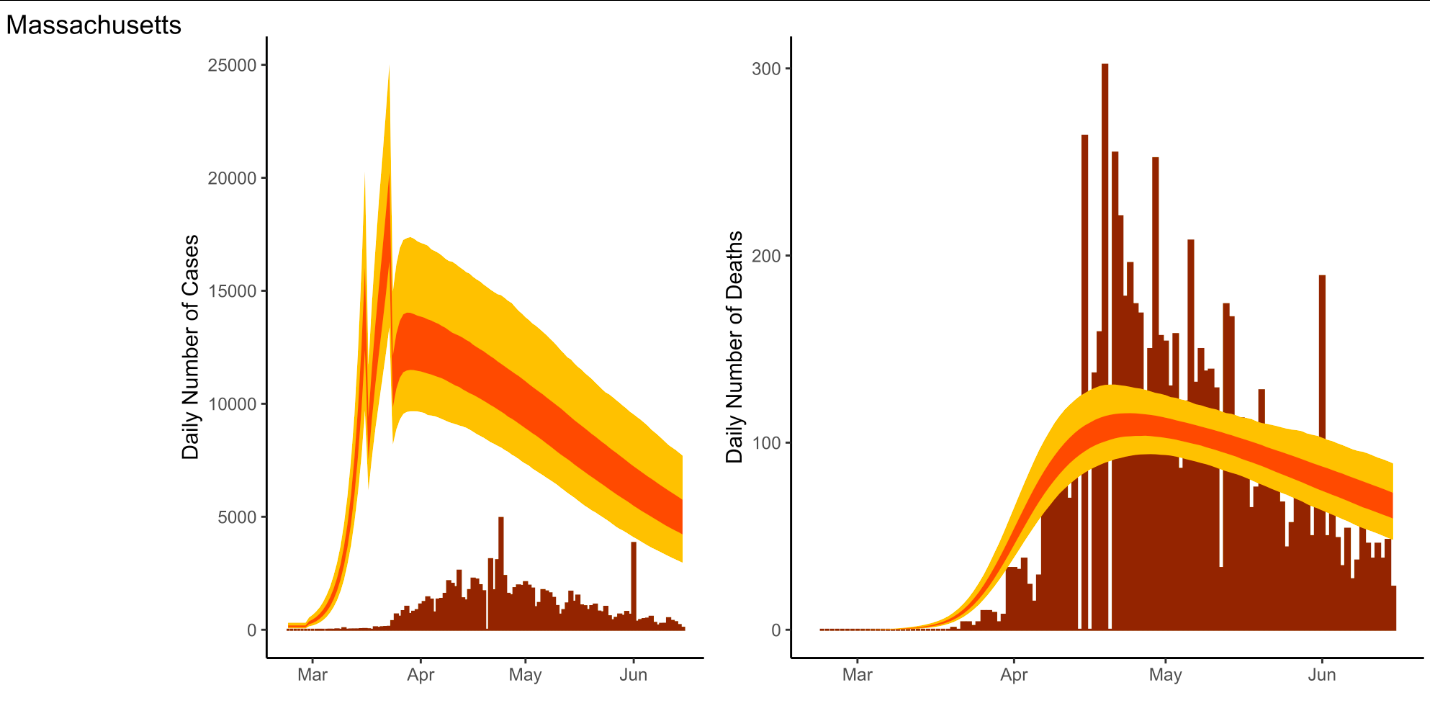 Massachusetts
Daily Number of Cases
25000
20000
15000
10000
5000
0
Mar Apr May Jun
Daily Number of Deaths
300
200
100
0
Mar Apr May Jun